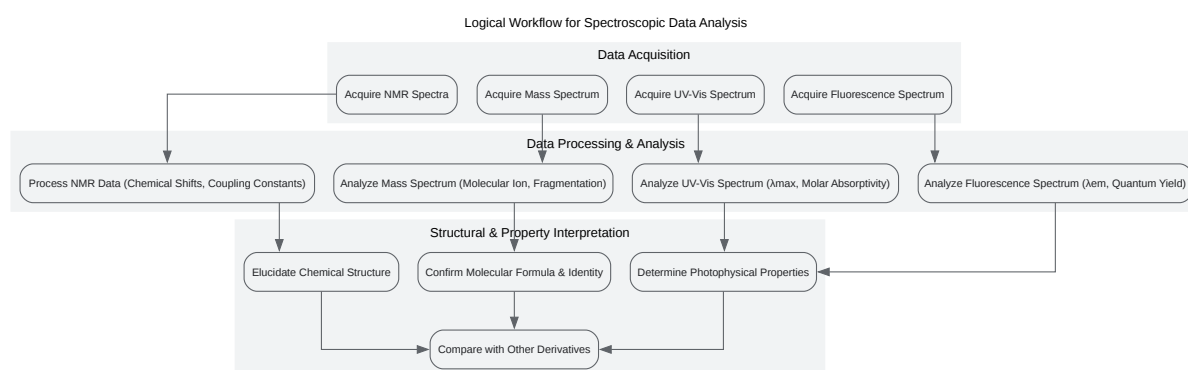 Logical Workflow for Spectroscopic Data Analysis
Data Acquisition
Acquire NMR Spectra
Acquire Mass Spectrum
Acquire UV-Vis Spectrum
Acquire Fluorescence Spectrum
Data Processing & Analysis
Process NMR Data (Chemical Shifts, Coupling Constants)
Analyze Mass Spectrum (Molecular Ion, Fragmentation)
Analyze UV-Vis Spectrum (λmax, Molar Absorptivity)
Analyze Fluorescence Spectrum (λem, Quantum Yield)
Structural & Property Interpretation
Elucidate Chemical Structure
Confirm Molecular Formula & Identity
Determine Photophysical Properties
Compare with Other Derivatives